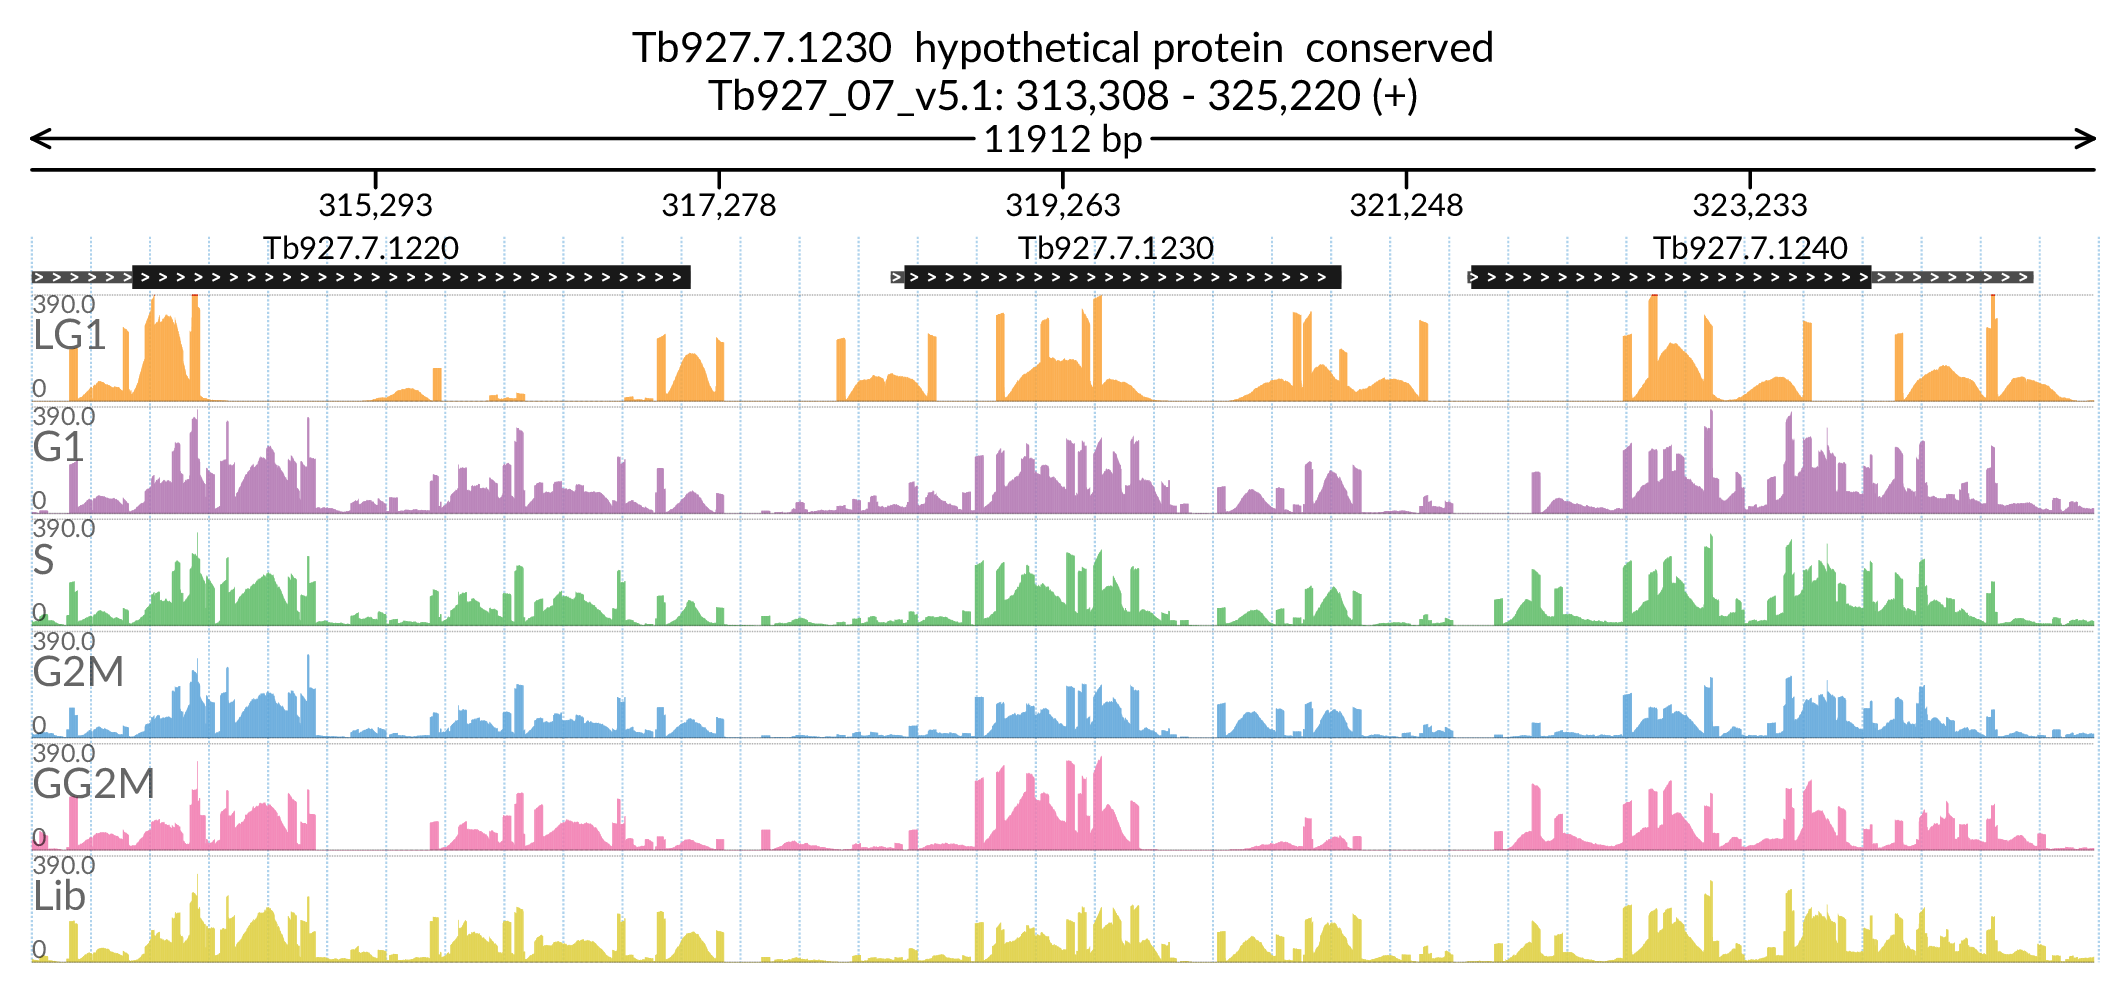 Tb927.7.1230 hypothetical protein conserved
Tb927_07_v5.1: 313,308 - 325,220 (+)
11912 bp
315,293 317,278 319,263 321,248 323,233
Tb927.7.1220 Tb927.7.1230 Tb927.7.1240
390.0
LG1
0
390.0
G1
0
390.0
S
0
390.0
G2M
0
390.0
GG2M
0
390.0
Lib
0